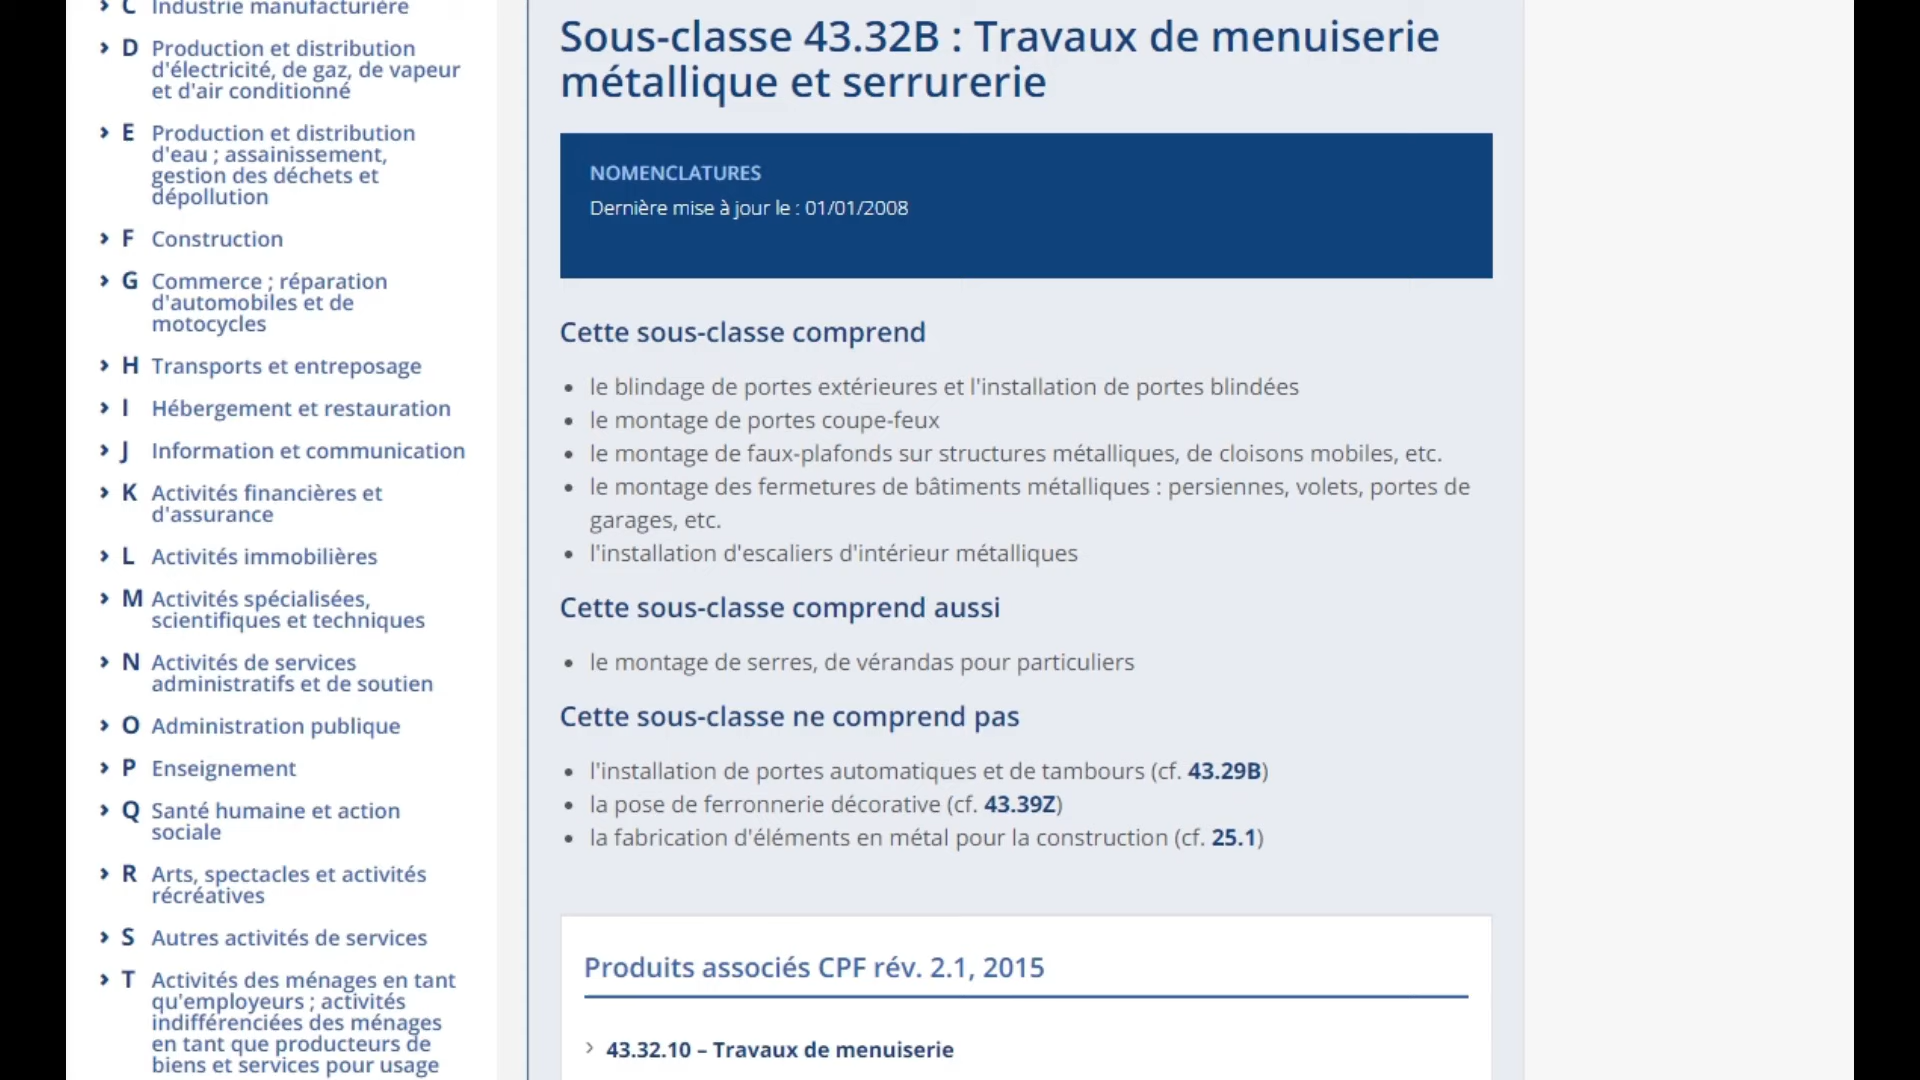 C Industrie manufacturière
D Production et distribution
d'électricité, de gaz, de vapeur
et d'air conditionné
E Production et distribution
d'eau ; assainissement,
gestion des déchets et
dépollution
F Construction
G Commerce ; réparation
d'automobiles et de
motocycles
H Transports et entreposage
I Hébergement et restauration
J Information et communication
K Activités financières et
d'assurance
L Activités immobilières
M Activités spécialisées,
scientifiques et techniques
N Activités de services
administratifs et de soutien
O Administration publique
P Enseignement
Q Santé humaine et action
sociale
R Arts, spectacles et activités
récréatives
S Autres activités de services
T Activités des ménages en tant
qu'employeurs ; activités
indifférenciées des ménages
en tant que producteurs de
biens et services pour usage
Sous-classe 43.32B : Travaux de menuiserie
métallique et serrurerie
NOMENCLATURES
Dernière mise à jour le : 01/01/2008
Cette sous-classe comprend
• le blindage de portes extérieures et l'installation de portes blindées
• le montage de portes coupe-feux
• le montage de faux-plafonds sur structures métalliques, de cloisons mobiles, etc.
• le montage des fermetures de bâtiments métalliques : persiennes, volets, portes de
garages, etc.
• l'installation d'escaliers d'intérieur métalliques
Cette sous-classe comprend aussi
• le montage de serres, de vérandas pour particuliers
Cette sous-classe ne comprend pas
• l'installation de portes automatiques et de tambours (cf. 43.29B)
• la pose de ferronnerie décorative (cf. 43.39Z)
• la fabrication d'éléments en métal pour la construction (cf. 25.1)
Produits associés CPF rév. 2.1, 2015
43.32.10 – Travaux de menuiserie